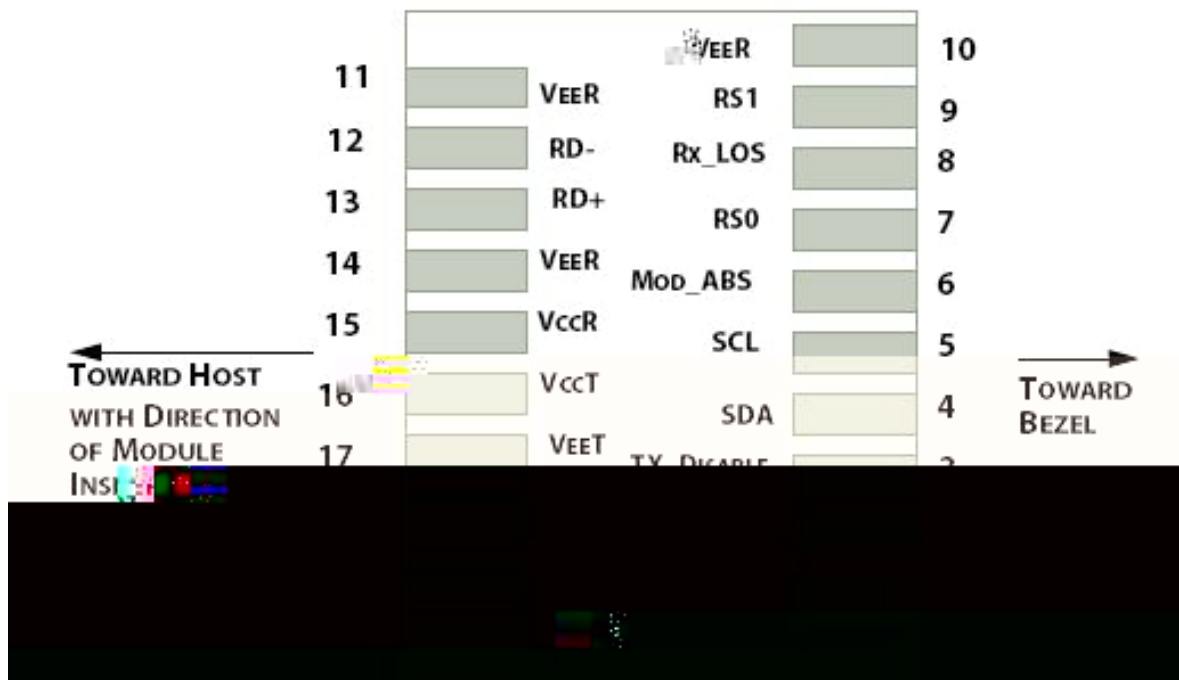 VEER 10
11 VEER
RS1 9
12 RD-
Rx_LOS 8
13 RD+
RS0 7
14 VEER
MOD_ABS 6
15 VCCR
SCL 5
TOWARD HOST
WITH DIRECTION
OF MODULE
16 VCCT
SDA 4
TOWARD
BEZEL
17 VEET
TX_DISABLE